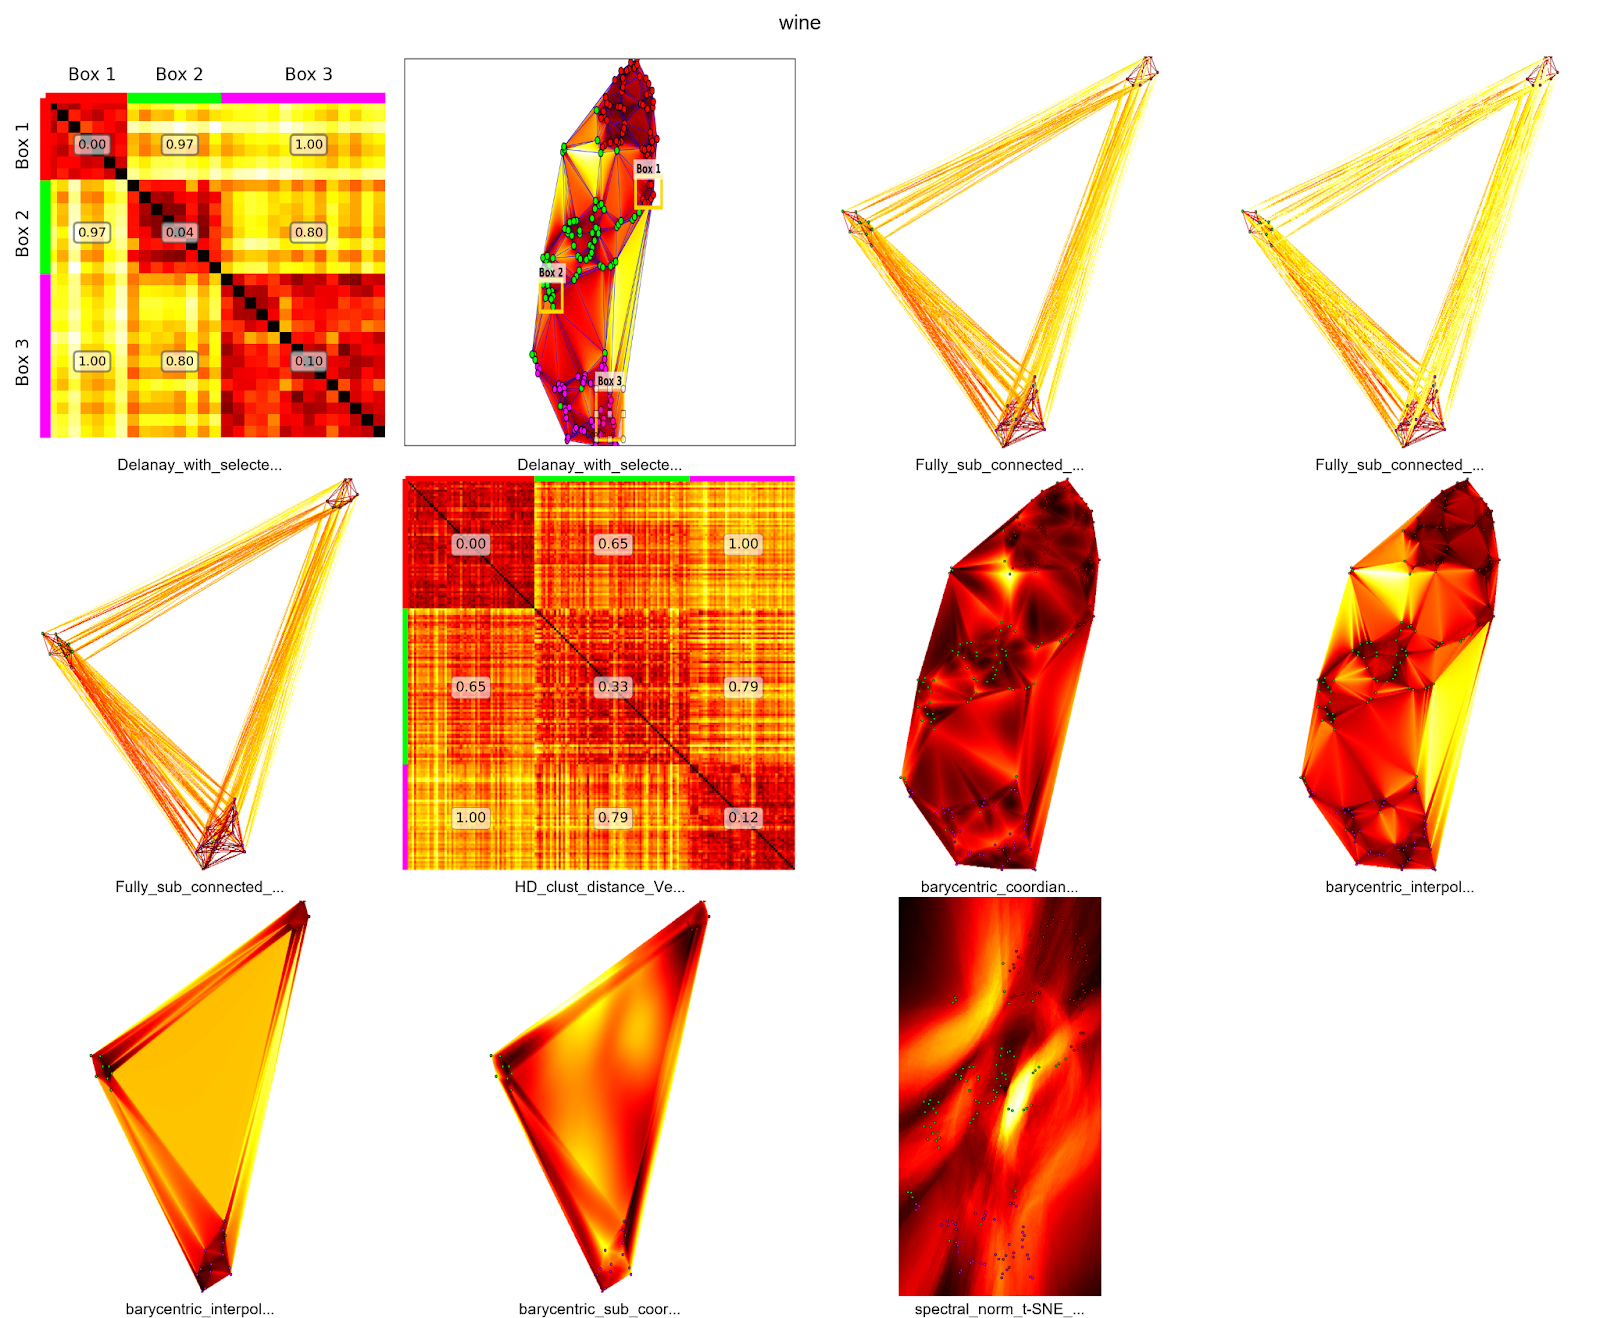 wine
Box 1 Box 2 Box 3
Box 1
0.00 0.97 1.00
Box 2
0.97 0.04 0.80
Box 3
1.00 0.80 0.10
Box 1
Box 2
Box 3
Delanay_with_selecte... Delanay_with_selecte... Fully_sub_connected_... Fully_sub_connected_...
0.00 0.65 1.00
0.65 0.33 0.79
1.00 0.79 0.12
Fully_sub_connected_... HD_clust_distance_Ve... barycentric_coordian... barycentric_interpol...
barycentric_interpol... barycentric_sub_coor... spectral_norm_t-SNE_...